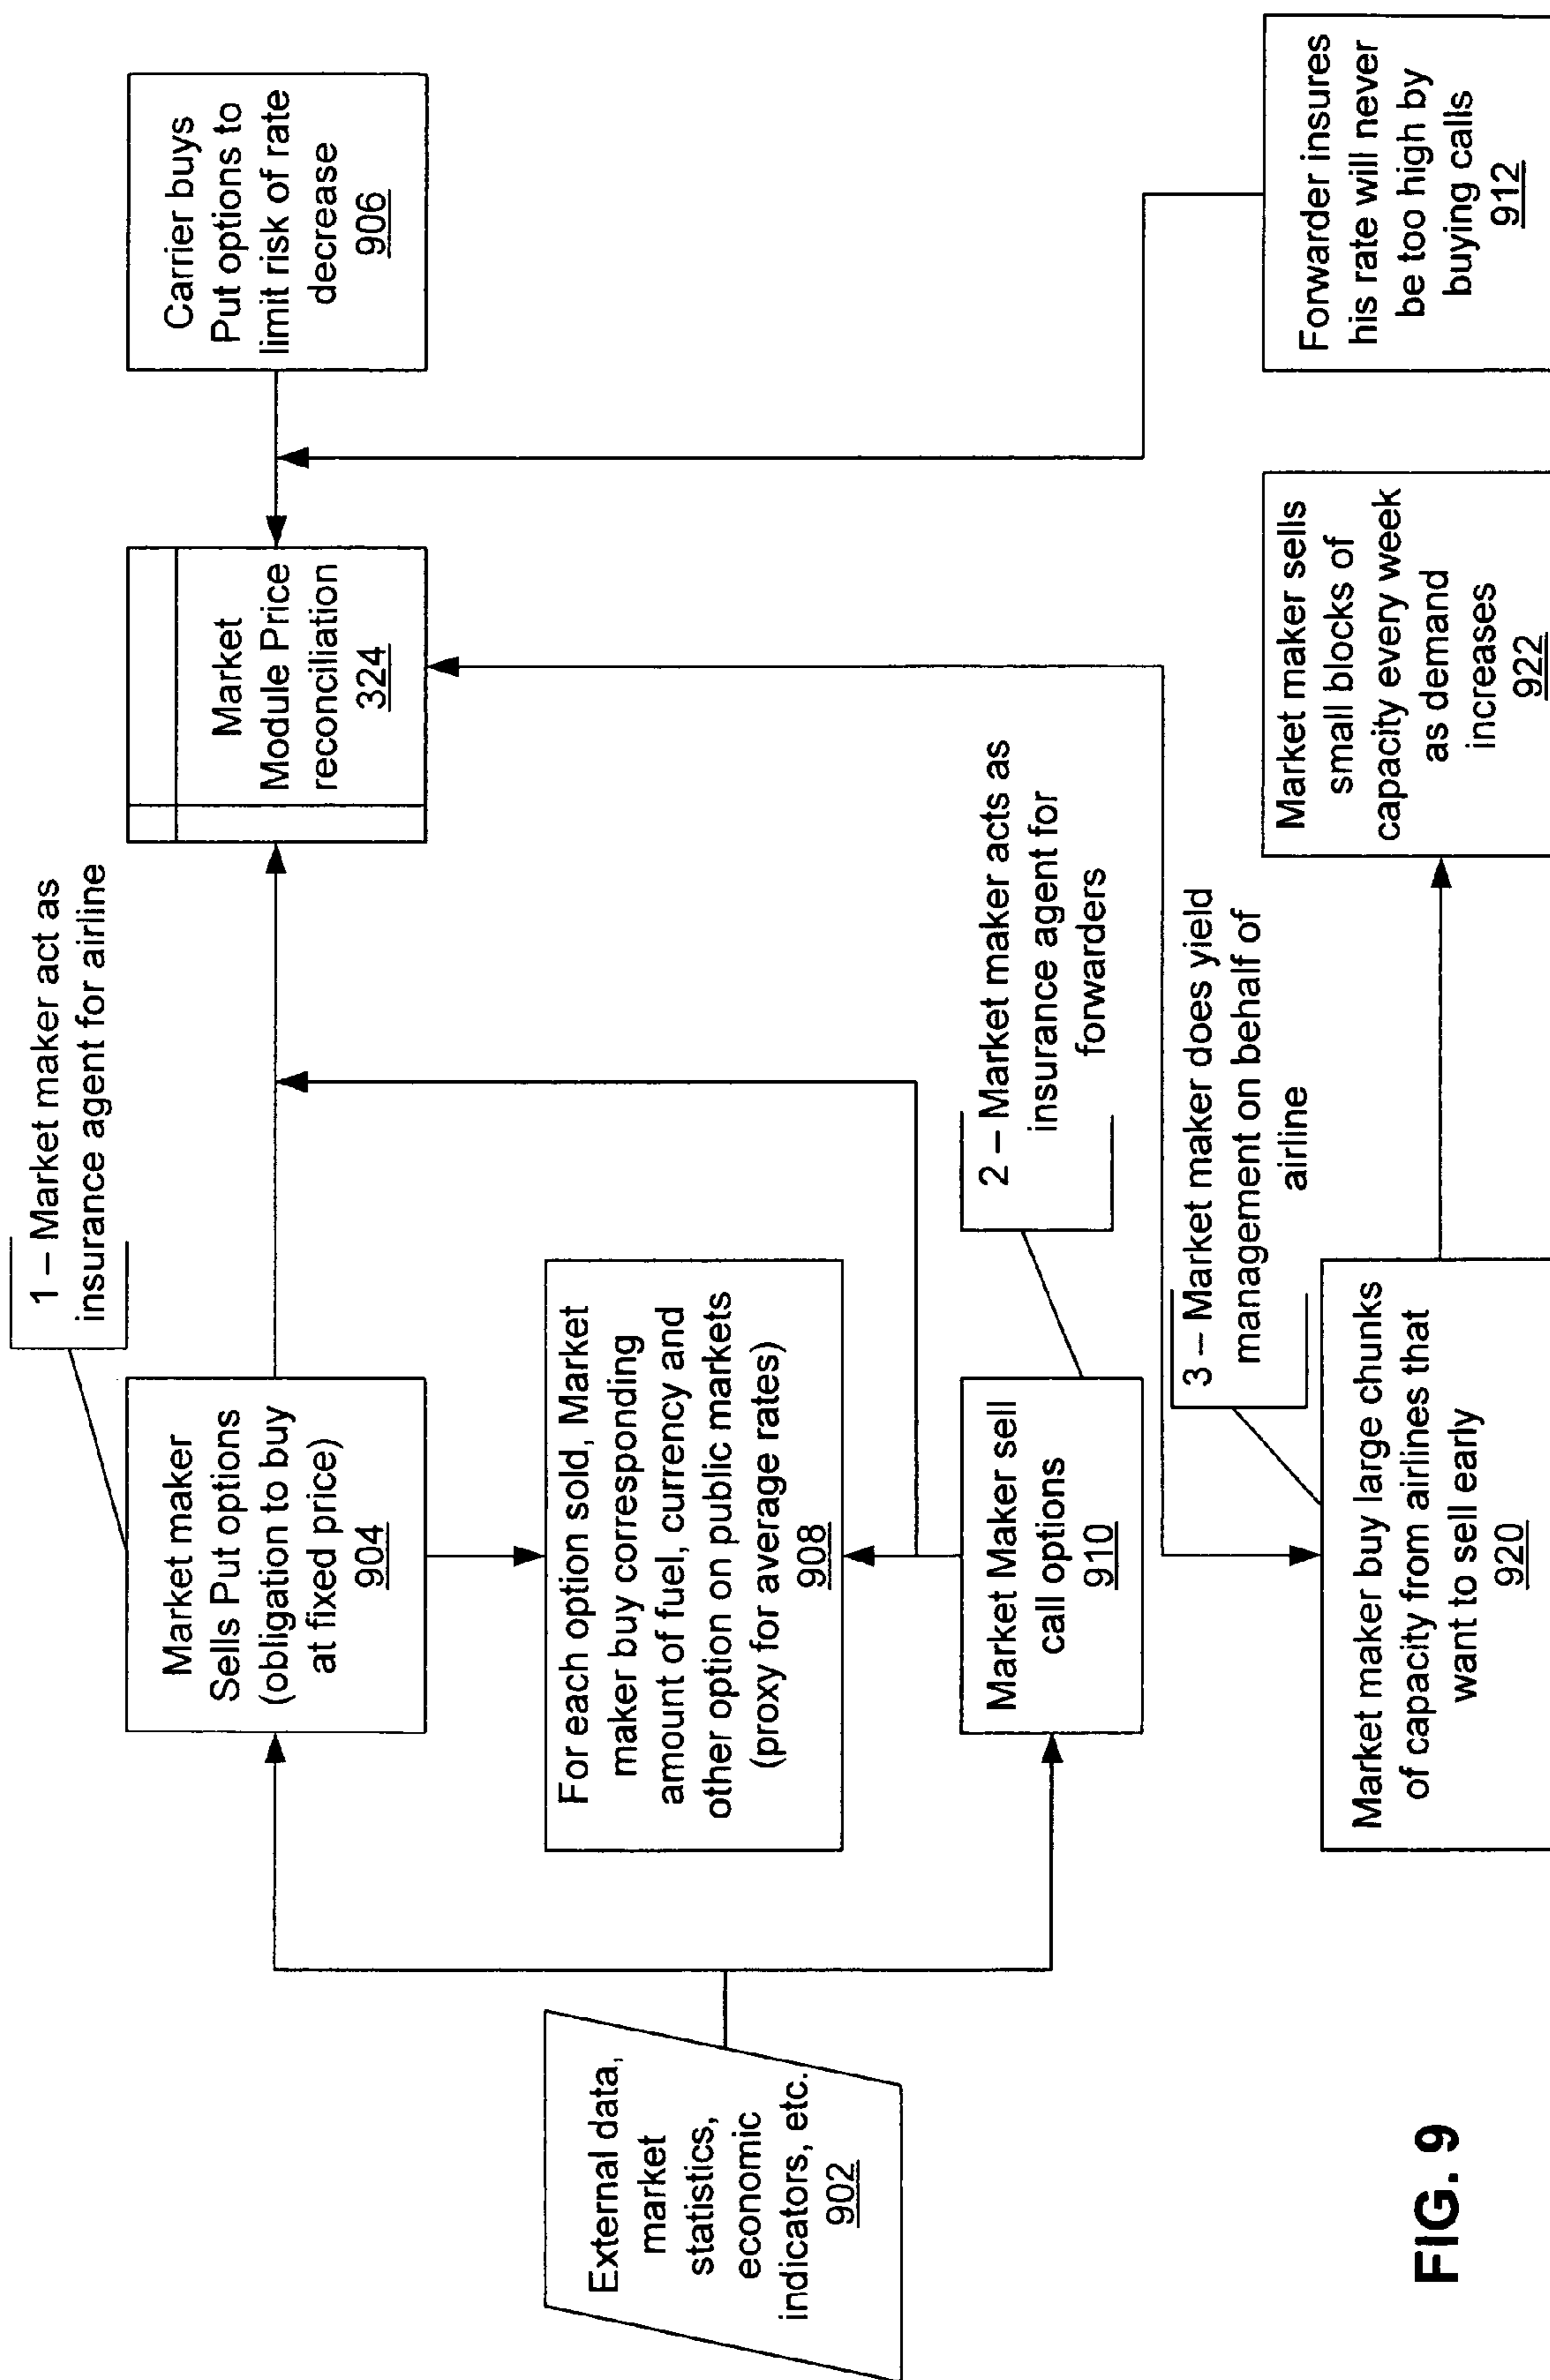 1 – Market maker act as
insurance agent for airline
Market maker
Sells Put options
(obligation to buy
at fixed price)
904
Market
Module Price
reconciliation
324
Carrier buys
Put options to
limit risk of rate
decrease
906
External data,
market
statistics,
economic
indicators, etc.
902
For each option sold, Market
maker buy corresponding
amount of fuel, currency and
other option on public markets
(proxy for average rates)
908
2 – Market maker acts as
insurance agent for
forwarders
Market Maker sell
call options
910
3 – Market maker does yield
management on behalf of
airline
Market maker buy large chunks
of capacity from airlines that
want to sell early
920
Market maker sells
small blocks of
capacity every week
as demand
increases
922
Forwarder insures
his rate will never
be too high by
buying calls
912
FIG. 9